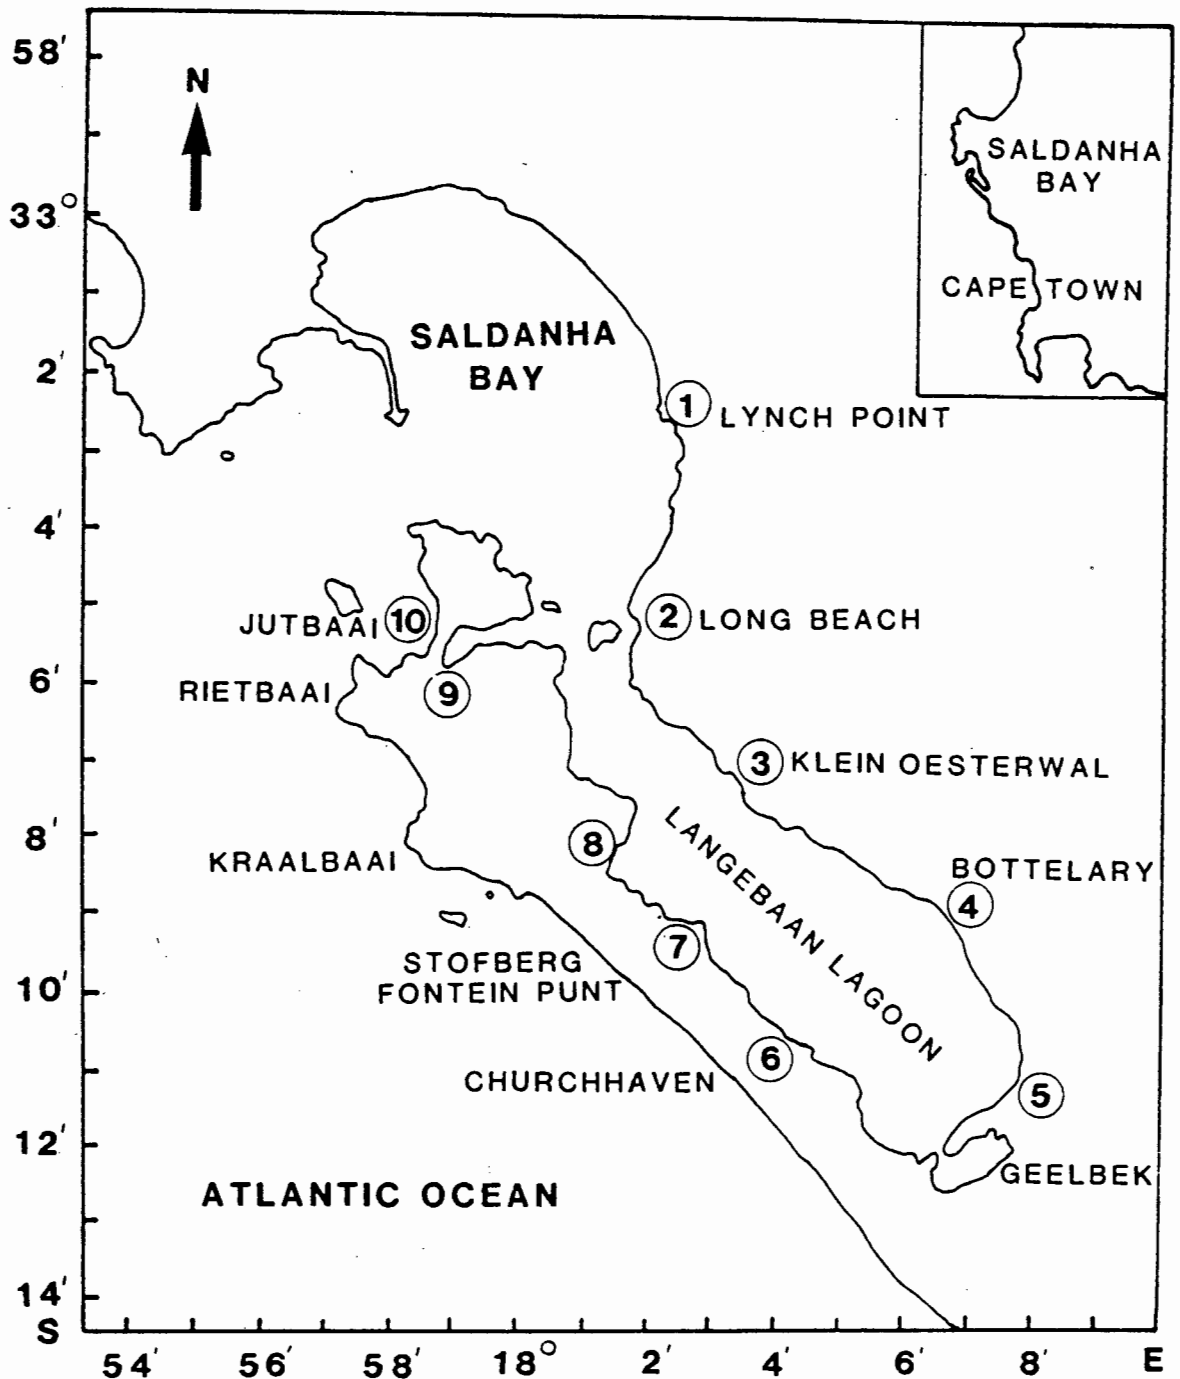 58'
N
33°
SALDANHA
BAY
CAPE TOWN
SALDANHA
BAY
2'
1
LYNCH POINT
4'
JUTBAAI
10
2
LONG BEACH
6'
RIETBAAI
9
3
KLEIN OESTERWAL
8'
8
KRAALBAAI
LANGEBAAN LAGOON
BOTTELARY
4
7
STOFBERG
FONTEIN PUNT
10'
6
CHURCHHAVEN
5
12'
GEELBEK
ATLANTIC OCEAN
14'
S
54' 56' 58' 18° 2' 4' 6' 8' E